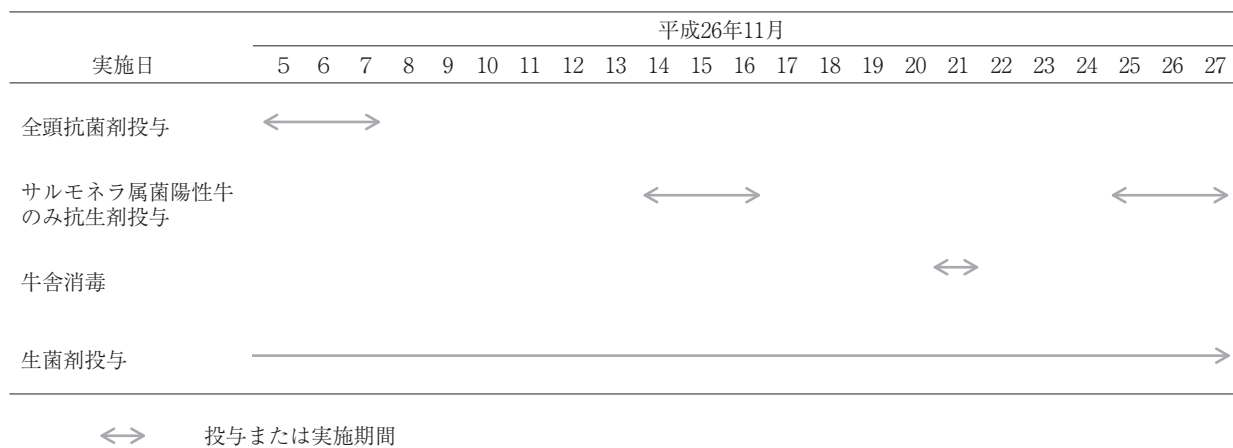 平成26年11月
実施日 5 6 7 8 9 10 11 12 13 14 15 16 17 18 19 20 21 22 23 24 25 26 27
全頭抗菌剤投与
サルモネラ属菌陽性牛
のみ抗生剤投与
牛舎消毒
生菌剤投与
投与または実施期間